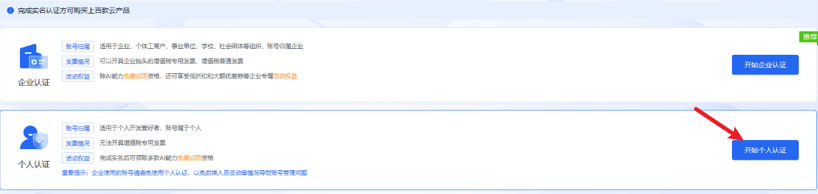 完成实名认证方可购买上百款云产品
推荐
企业认证
账号归属 适用于企业、个体工商户、事业单位、学校、社会团体等组织，账号归属企业
发票情况 可以开具企业抬头的增值税专用发票、增值税普通发票
活动权益 除AI能力免费试用资格，还可享受低折扣和大额优惠券等企业专属活动权益
开始企业认证
个人认证
账号归属 适用于个人开发爱好者，账号属于个人
发票情况 无法开具增值税专用发票
活动权益 完成实名后可领取多款AI能力免费试用资格
重要提示：企业使用的账号请避免使用个人认证，以免后续人员变动等情况导致账号管理问题
开始个人认证